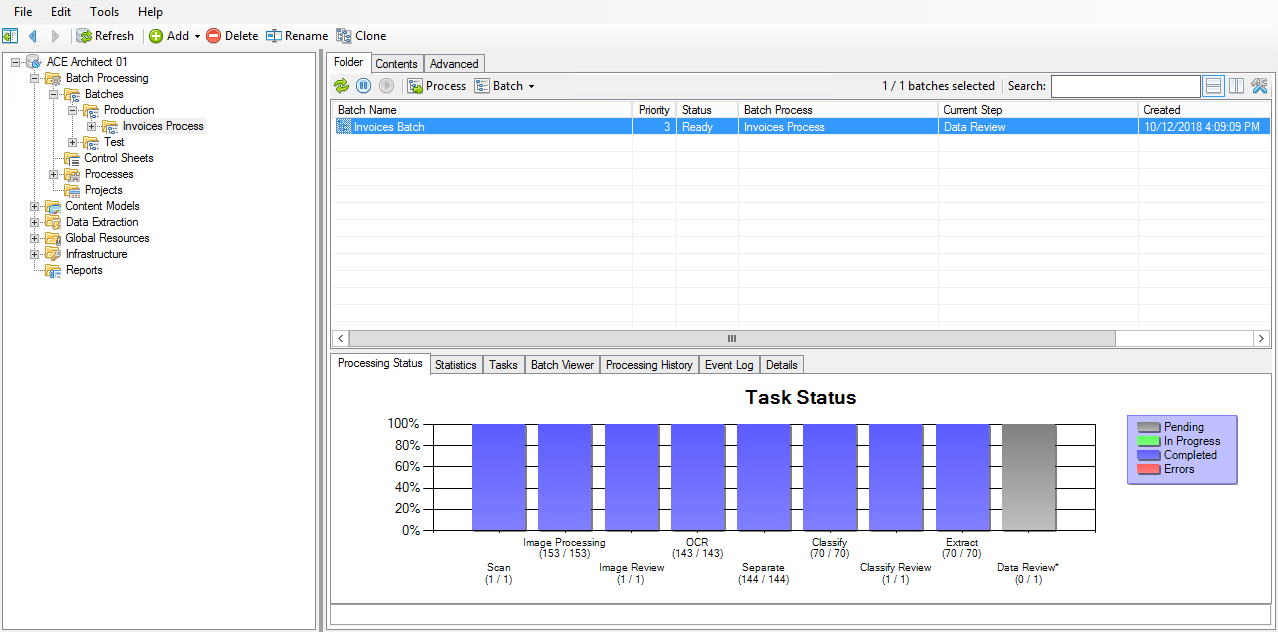 File Edit Tools Help
Refresh Add Delete Rename Clone
ACE Architect 01
Batch Processing
Batches
Production
Invoices Process
Test
Control Sheets
Processes
Projects
Content Models
Data Extraction
Global Resources
Infrastructure
Reports
Folder Contents Advanced
Process Batch 1 / 1 batches selected Search:
Batch Name Priority Status Batch Process Current Step Created
Invoices Batch 3 Ready Invoices Process Data Review 10/12/2018 4:09:09 PM
Processing Status Statistics Tasks Batch Viewer Processing History Event Log Details
Task Status
100%
80%
60%
40%
20%
0%
Image Processing OCR Classify Extract
(153 / 153) (143 / 143) (70 / 70) (70 / 70)
Scan Image Review Separate Classify Review Data Review*
(1 / 1) (1 / 1) (144 / 144) (1 / 1) (0 / 1)
Pending
In Progress
Completed
Errors